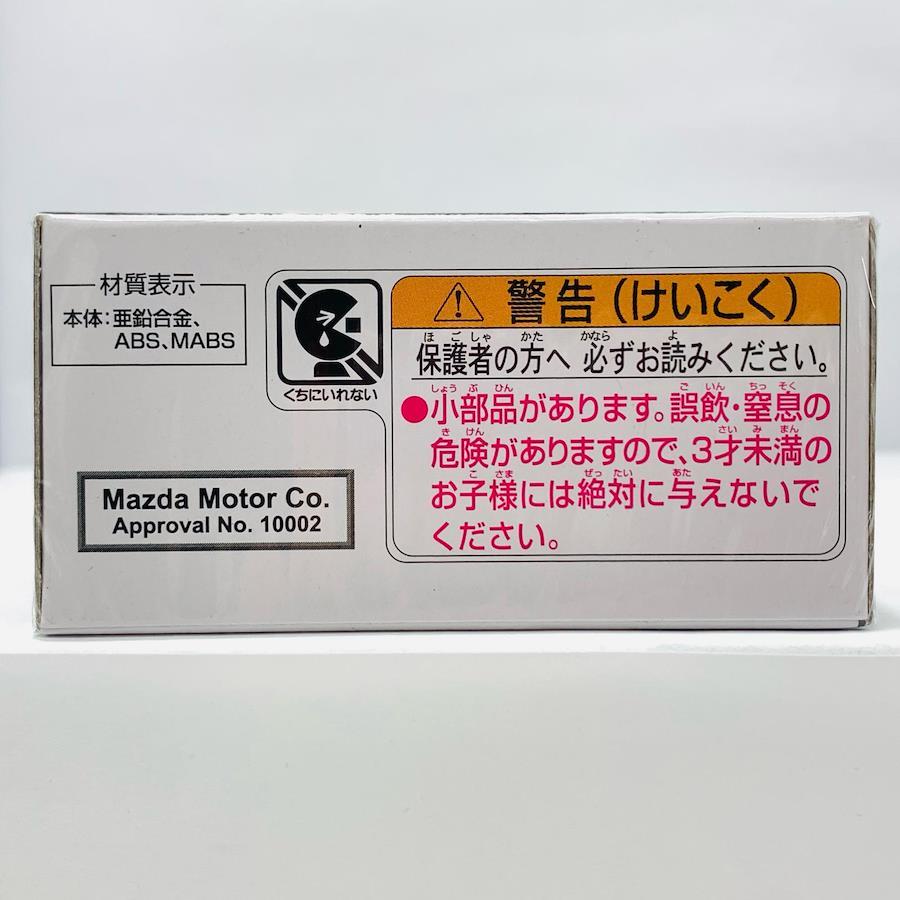 材質表示
本体：亜鉛合金、
ABS、MABS
くちにいれない
Mazda Motor Co.
Approval No. 10002
警告（けいこく）
ほごしゃ かた かなら よ
保護者の方へ 必ずお読みください。
しょうぶひん ごいん ちっそく
●小部品があります。誤飲・窒息の
きけん さいみまん
危険がありますので、3才未満の
こさま ぜったい あた
お子様には絶対に与えないで
ください。